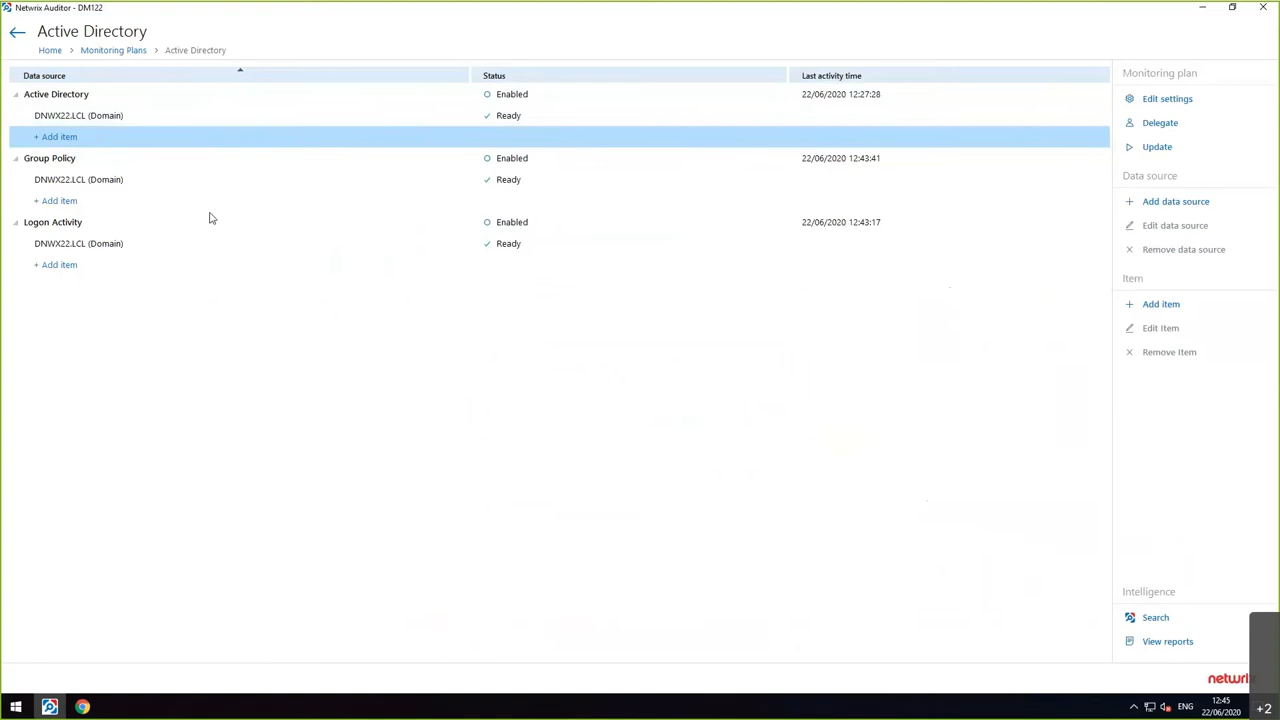 Netwrix Auditor - DM122
Active Directory
Home > Monitoring Plans > Active Directory
Data source Status Last activity time
Active Directory Enabled 22/06/2020 12:27:28
DNWX22.LCL (Domain) Ready
+ Add item
Group Policy Enabled 22/06/2020 12:43:41
DNWX22.LCL (Domain) Ready
+ Add item
Logon Activity Enabled 22/06/2020 12:43:17
DNWX22.LCL (Domain) Ready
+ Add item
Monitoring plan
Edit settings
Delegate
Update
Data source
+ Add data source
Edit data source
Remove data source
Item
+ Add item
Edit Item
Remove Item
Intelligence
Search
View reports
netwrix
ENG
12:45
22/06/2020
+2